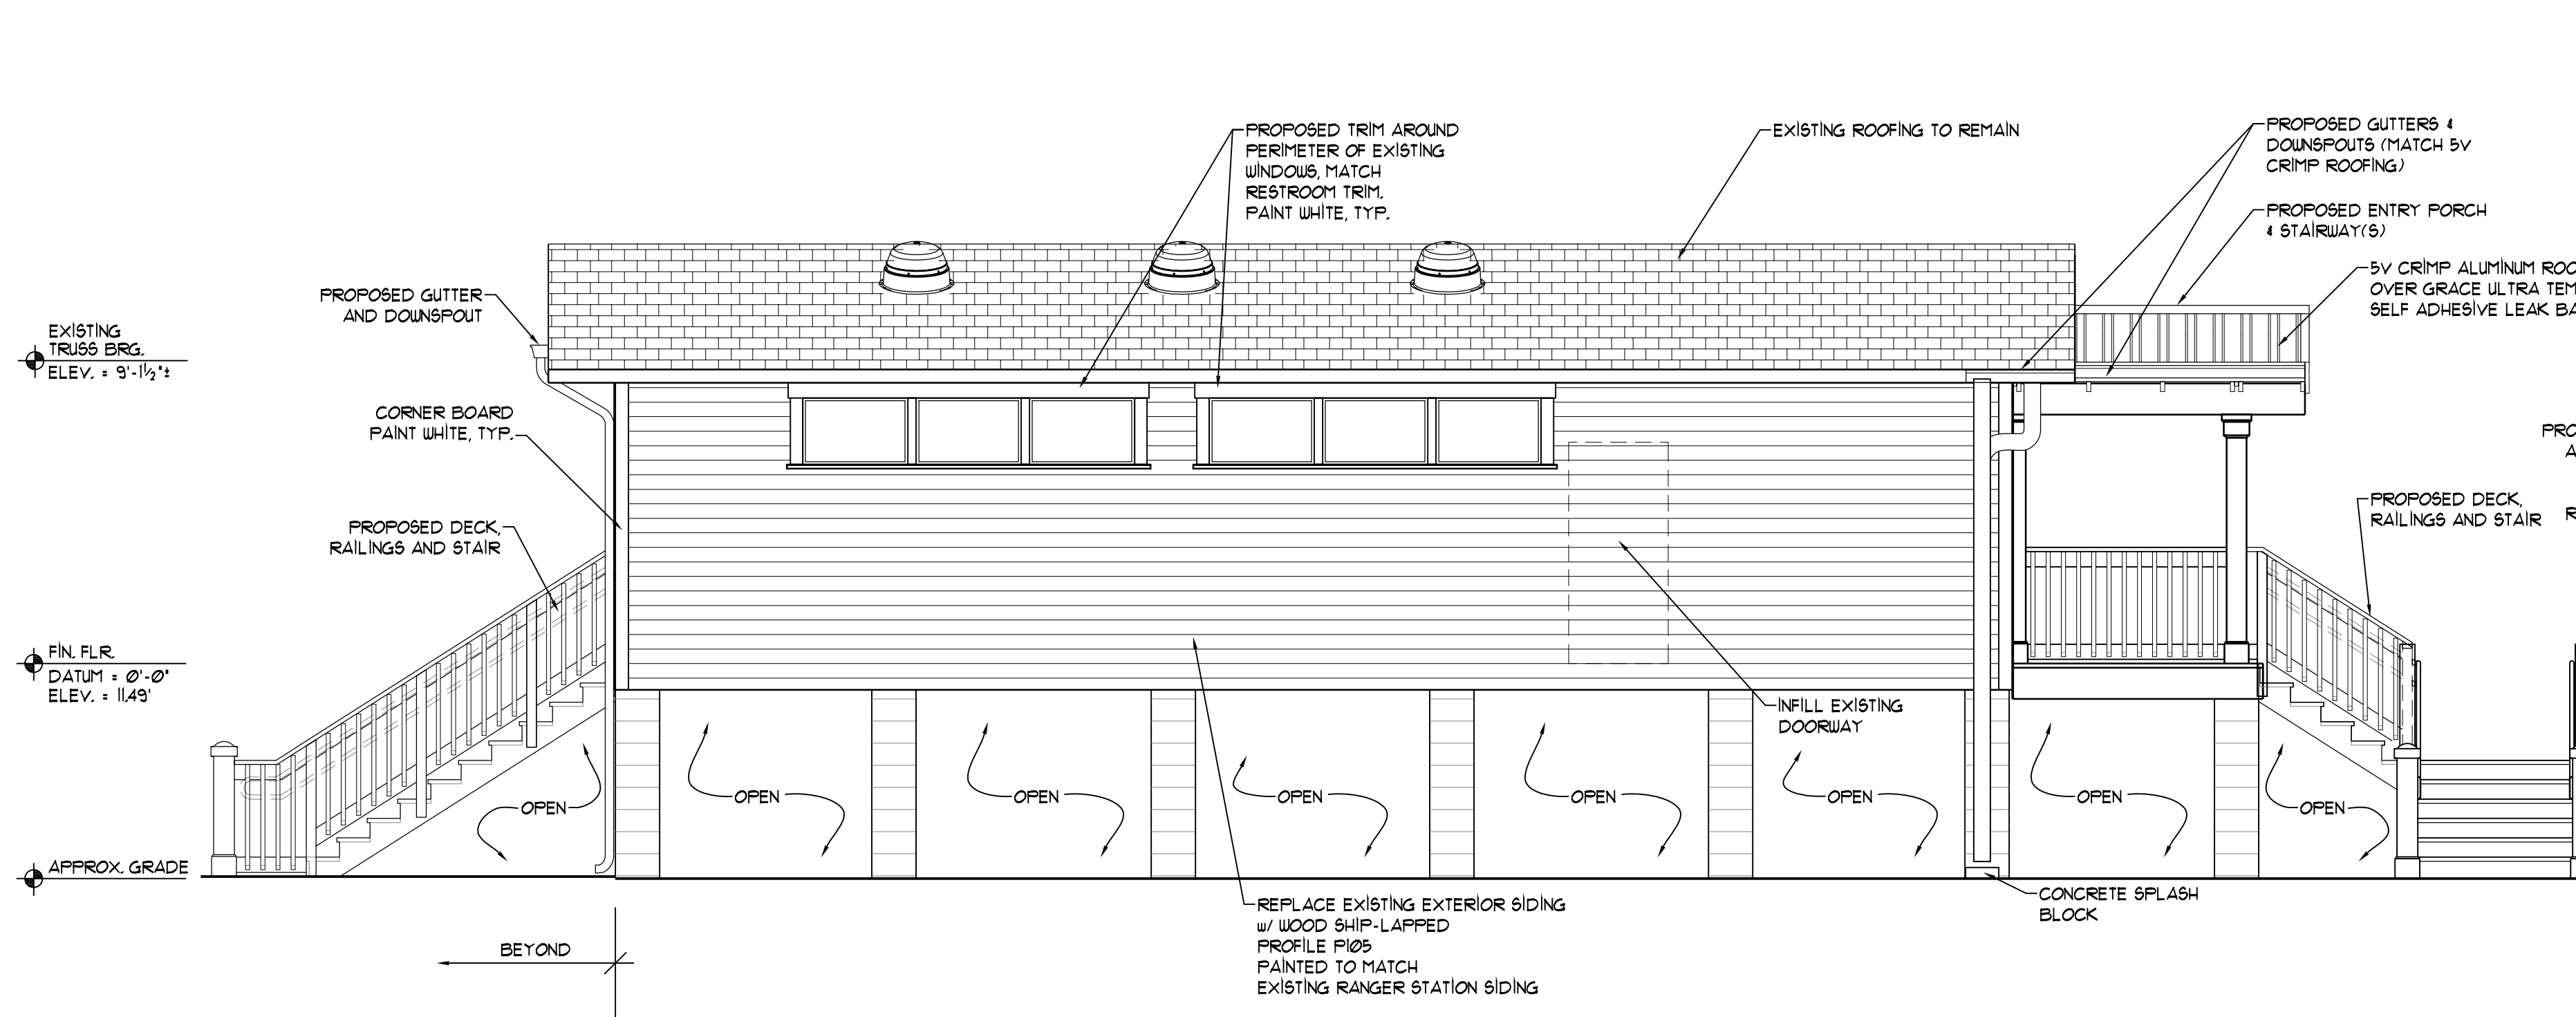 PROPOSED TRIM AROUND
PERIMETER OF EXISTING
WINDOWS, MATCH
RESTROOM TRIM.
PAINT WHITE, TYP.
EXISTING ROOFING TO REMAIN
PROPOSED GUTTERS &
DOWNSPOUTS (MATCH 5V
CRIMP ROOFING)
PROPOSED ENTRY PORCH
& STAIRWAY(S)
5V CRIMP ALUMINUM ROO
OVER GRACE ULTRA TEM
SELF ADHESIVE LEAK BA
PROPOSED GUTTER
AND DOWNSPOUT
EXISTING
TRUSS BRG.
ELEV. = 9'-1½"±
CORNER BOARD
PAINT WHITE, TYP.
PRO
A
PROPOSED DECK,
RAILINGS AND STAIR
PROPOSED DECK,
RAILINGS AND STAIR
R
FIN. FLR.
DATUM = 0'-0"
ELEV. = 11.49'
INFILL EXISTING
DOORWAY
OPEN
OPEN
OPEN
OPEN
OPEN
OPEN
OPEN
OPEN
APPROX. GRADE
CONCRETE SPLASH
BLOCK
REPLACE EXISTING EXTERIOR SIDING
w/ WOOD SHIP-LAPPED
PROFILE P105
PAINTED TO MATCH
EXISTING RANGER STATION SIDING
BEYOND